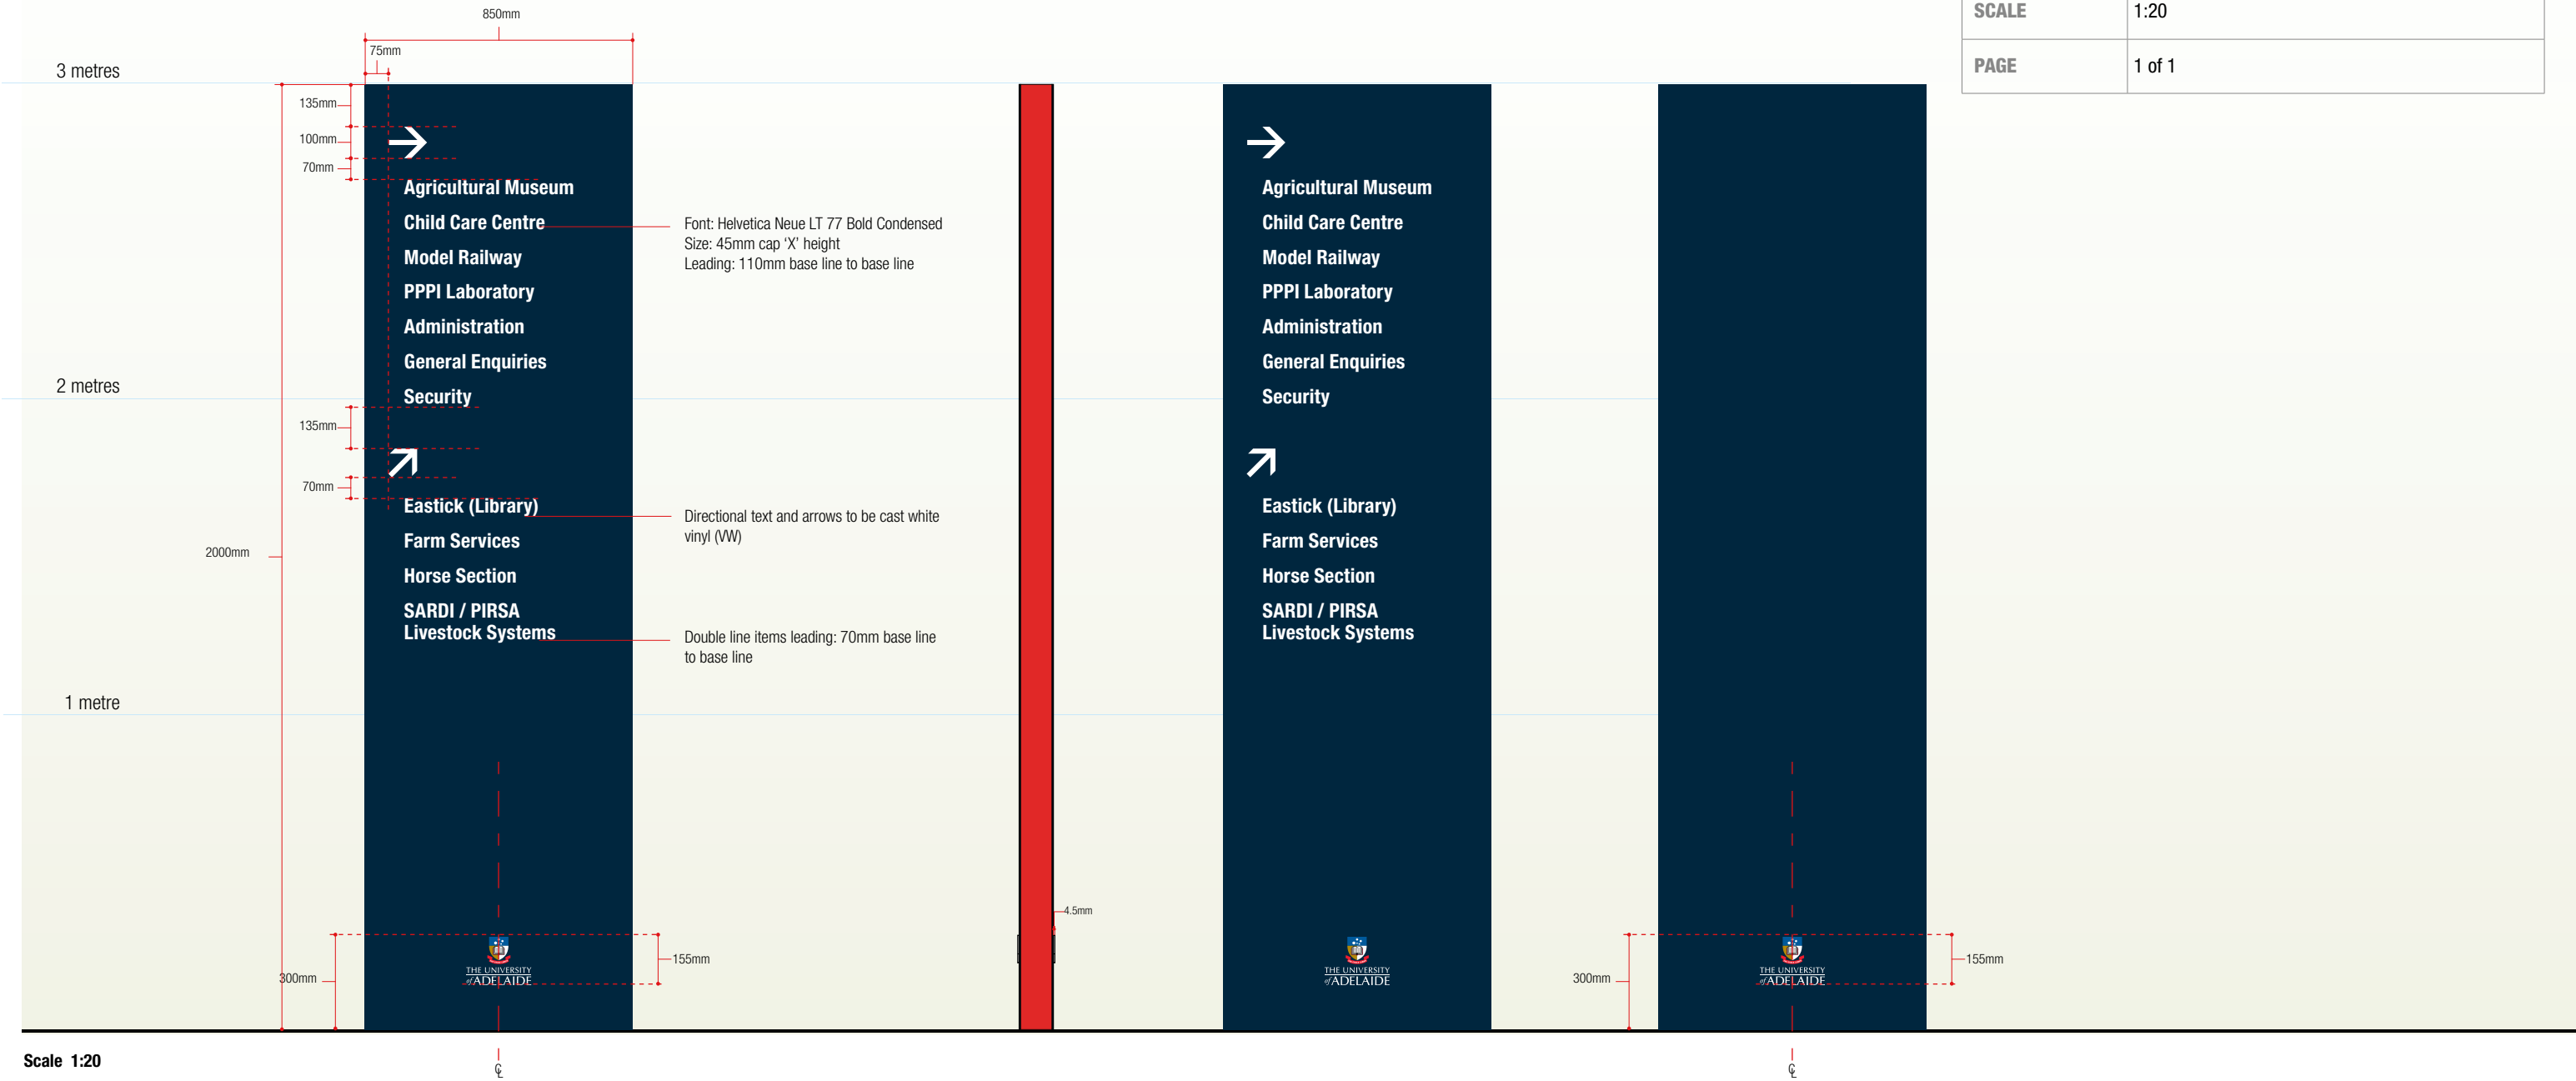 SCALE 1:20
PAGE 1 of 1
850mm
75mm
3 metres
135mm
100mm
70mm
Agricultural Museum
Child Care Centre
Model Railway
PPPI Laboratory
Administration
General Enquiries
Security
Font: Helvetica Neue LT 77 Bold Condensed
Size: 45mm cap ‘X’ height
Leading: 110mm base line to base line
2 metres
135mm
70mm
Eastick (Library)
Farm Services
Horse Section
SARDI / PIRSA
Livestock Systems
Directional text and arrows to be cast white
vinyl (VW)
2000mm
Double line items leading: 70mm base line
to base line
1 metre
300mm
THE UNIVERSITY
of ADELAIDE
155mm
4.5mm
Agricultural Museum
Child Care Centre
Model Railway
PPPI Laboratory
Administration
General Enquiries
Security
Eastick (Library)
Farm Services
Horse Section
SARDI / PIRSA
Livestock Systems
THE UNIVERSITY
of ADELAIDE
300mm
THE UNIVERSITY
of ADELAIDE
155mm
Scale 1:20
℄
℄